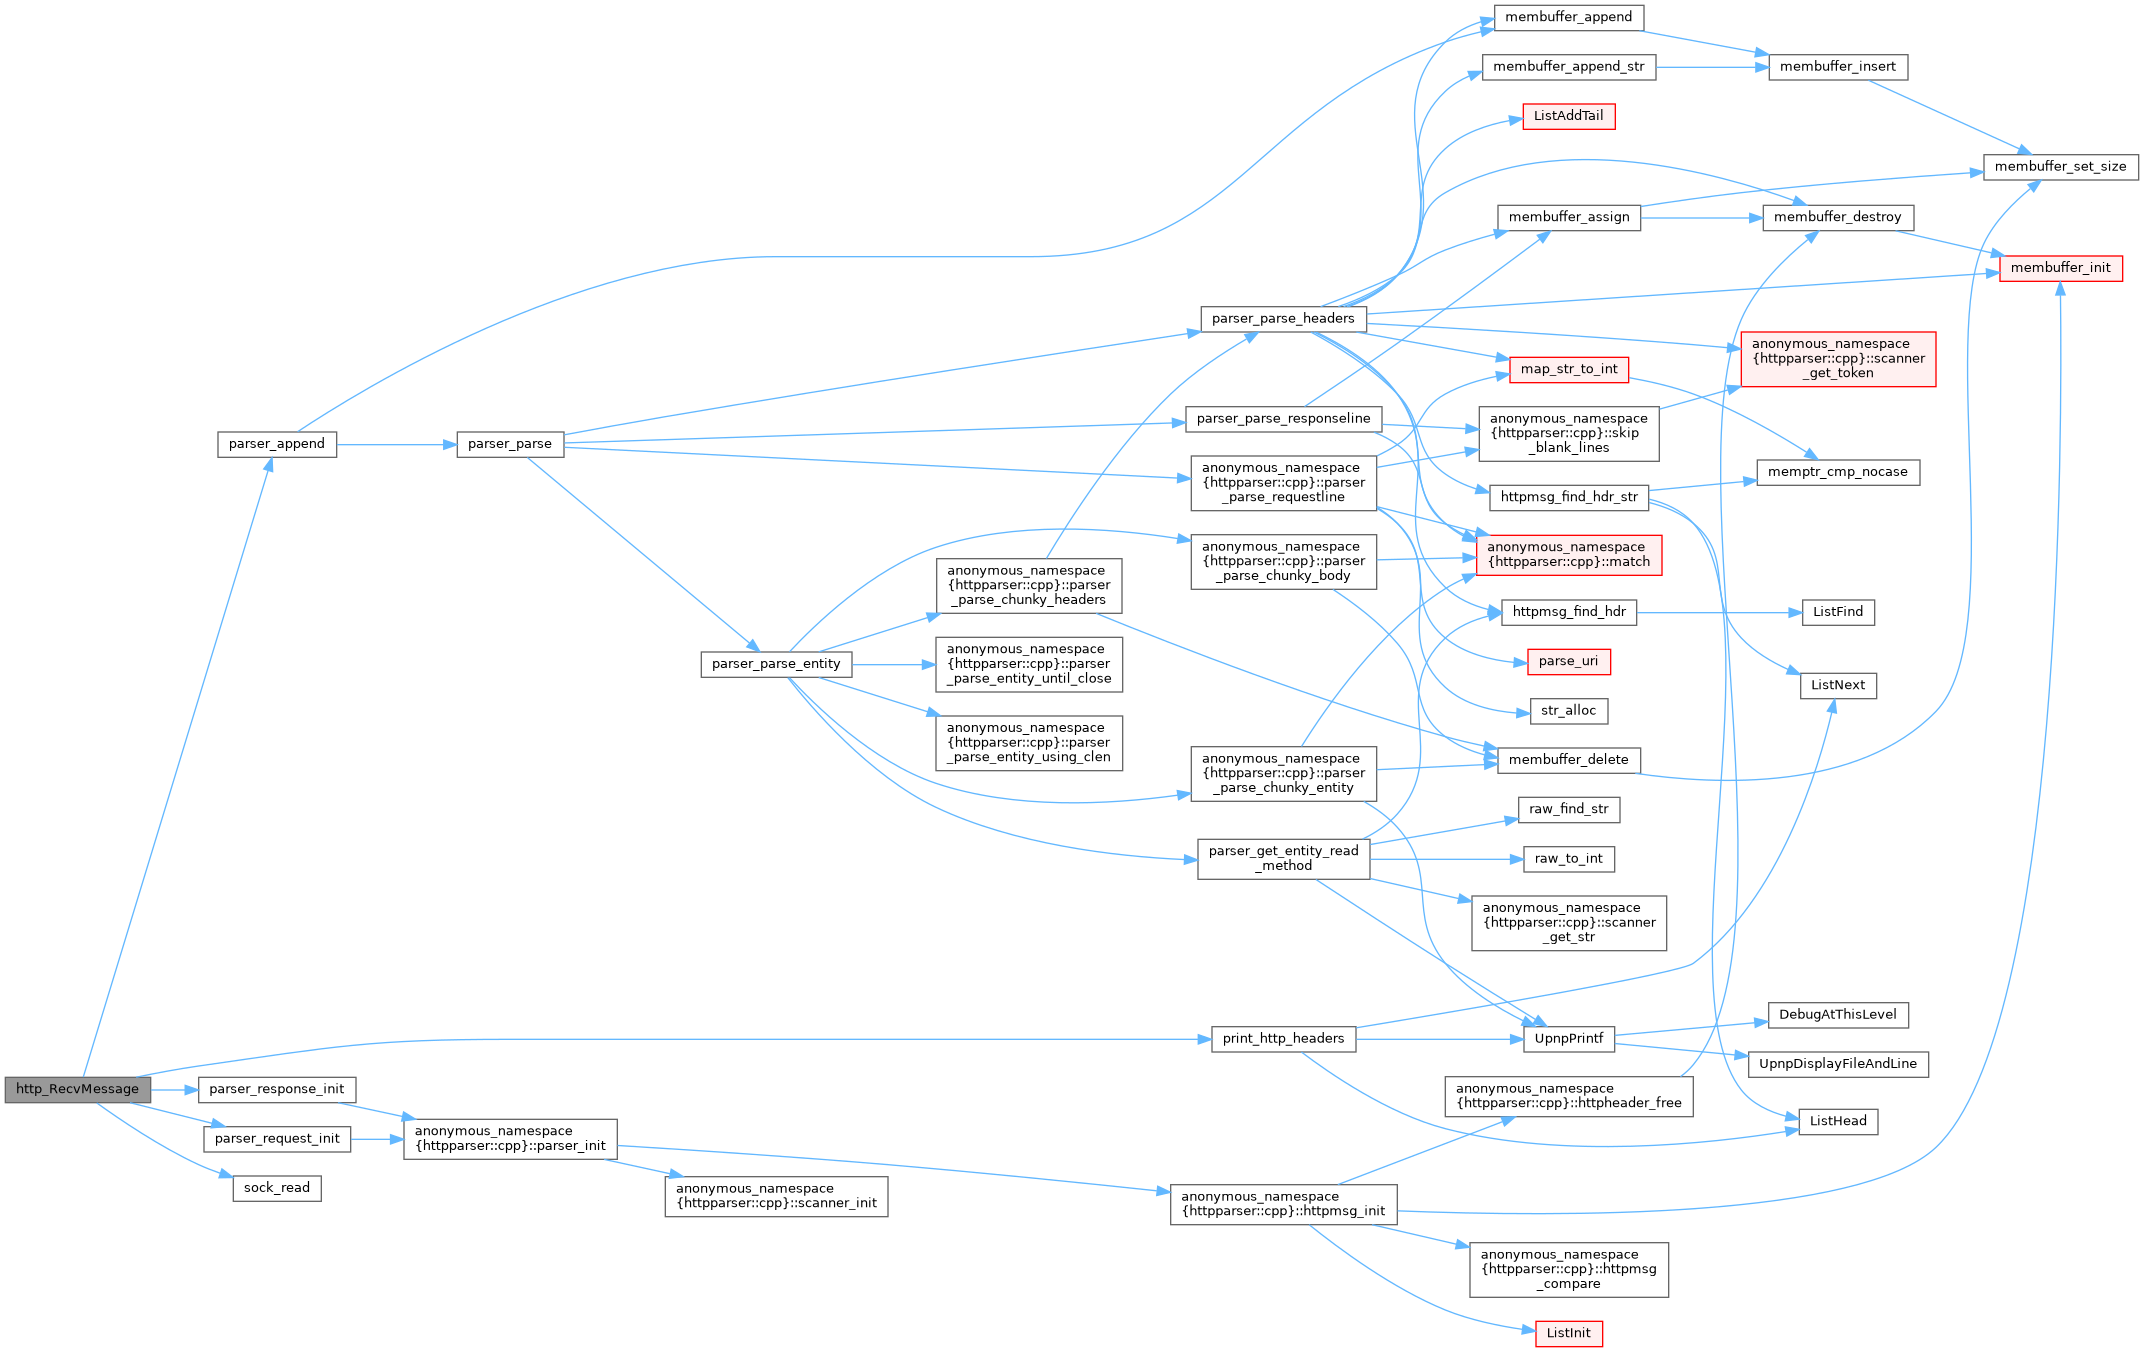 membuffer_append
membuffer_append_str
membuffer_insert
ListAddTail
membuffer_set_size
membuffer_assign
membuffer_destroy
membuffer_init
parser_parse_headers
anonymous_namespace
{httpparser::cpp}::scanner
_get_token
map_str_to_int
parser_parse_responseline
anonymous_namespace
{httpparser::cpp}::skip
_blank_lines
parser_append
parser_parse
memptr_cmp_nocase
anonymous_namespace
{httpparser::cpp}::parser
_parse_requestline
httpmsg_find_hdr_str
anonymous_namespace
{httpparser::cpp}::parser
_parse_chunky_body
anonymous_namespace
{httpparser::cpp}::match
anonymous_namespace
{httpparser::cpp}::parser
_parse_chunky_headers
httpmsg_find_hdr
ListFind
parser_parse_entity
anonymous_namespace
{httpparser::cpp}::parser
_parse_entity_until_close
parse_uri
ListNext
str_alloc
anonymous_namespace
{httpparser::cpp}::parser
_parse_entity_using_clen
anonymous_namespace
{httpparser::cpp}::parser
_parse_chunky_entity
membuffer_delete
raw_find_str
parser_get_entity_read
_method
raw_to_int
anonymous_namespace
{httpparser::cpp}::scanner
_get_str
print_http_headers
UpnpPrintf
DebugAtThisLevel
UpnpDisplayFileAndLine
http_RecvMessage
parser_response_init
anonymous_namespace
{httpparser::cpp}::httpheader_free
ListHead
parser_request_init
anonymous_namespace
{httpparser::cpp}::parser_init
sock_read
anonymous_namespace
{httpparser::cpp}::scanner_init
anonymous_namespace
{httpparser::cpp}::httpmsg_init
anonymous_namespace
{httpparser::cpp}::httpmsg
_compare
ListInit